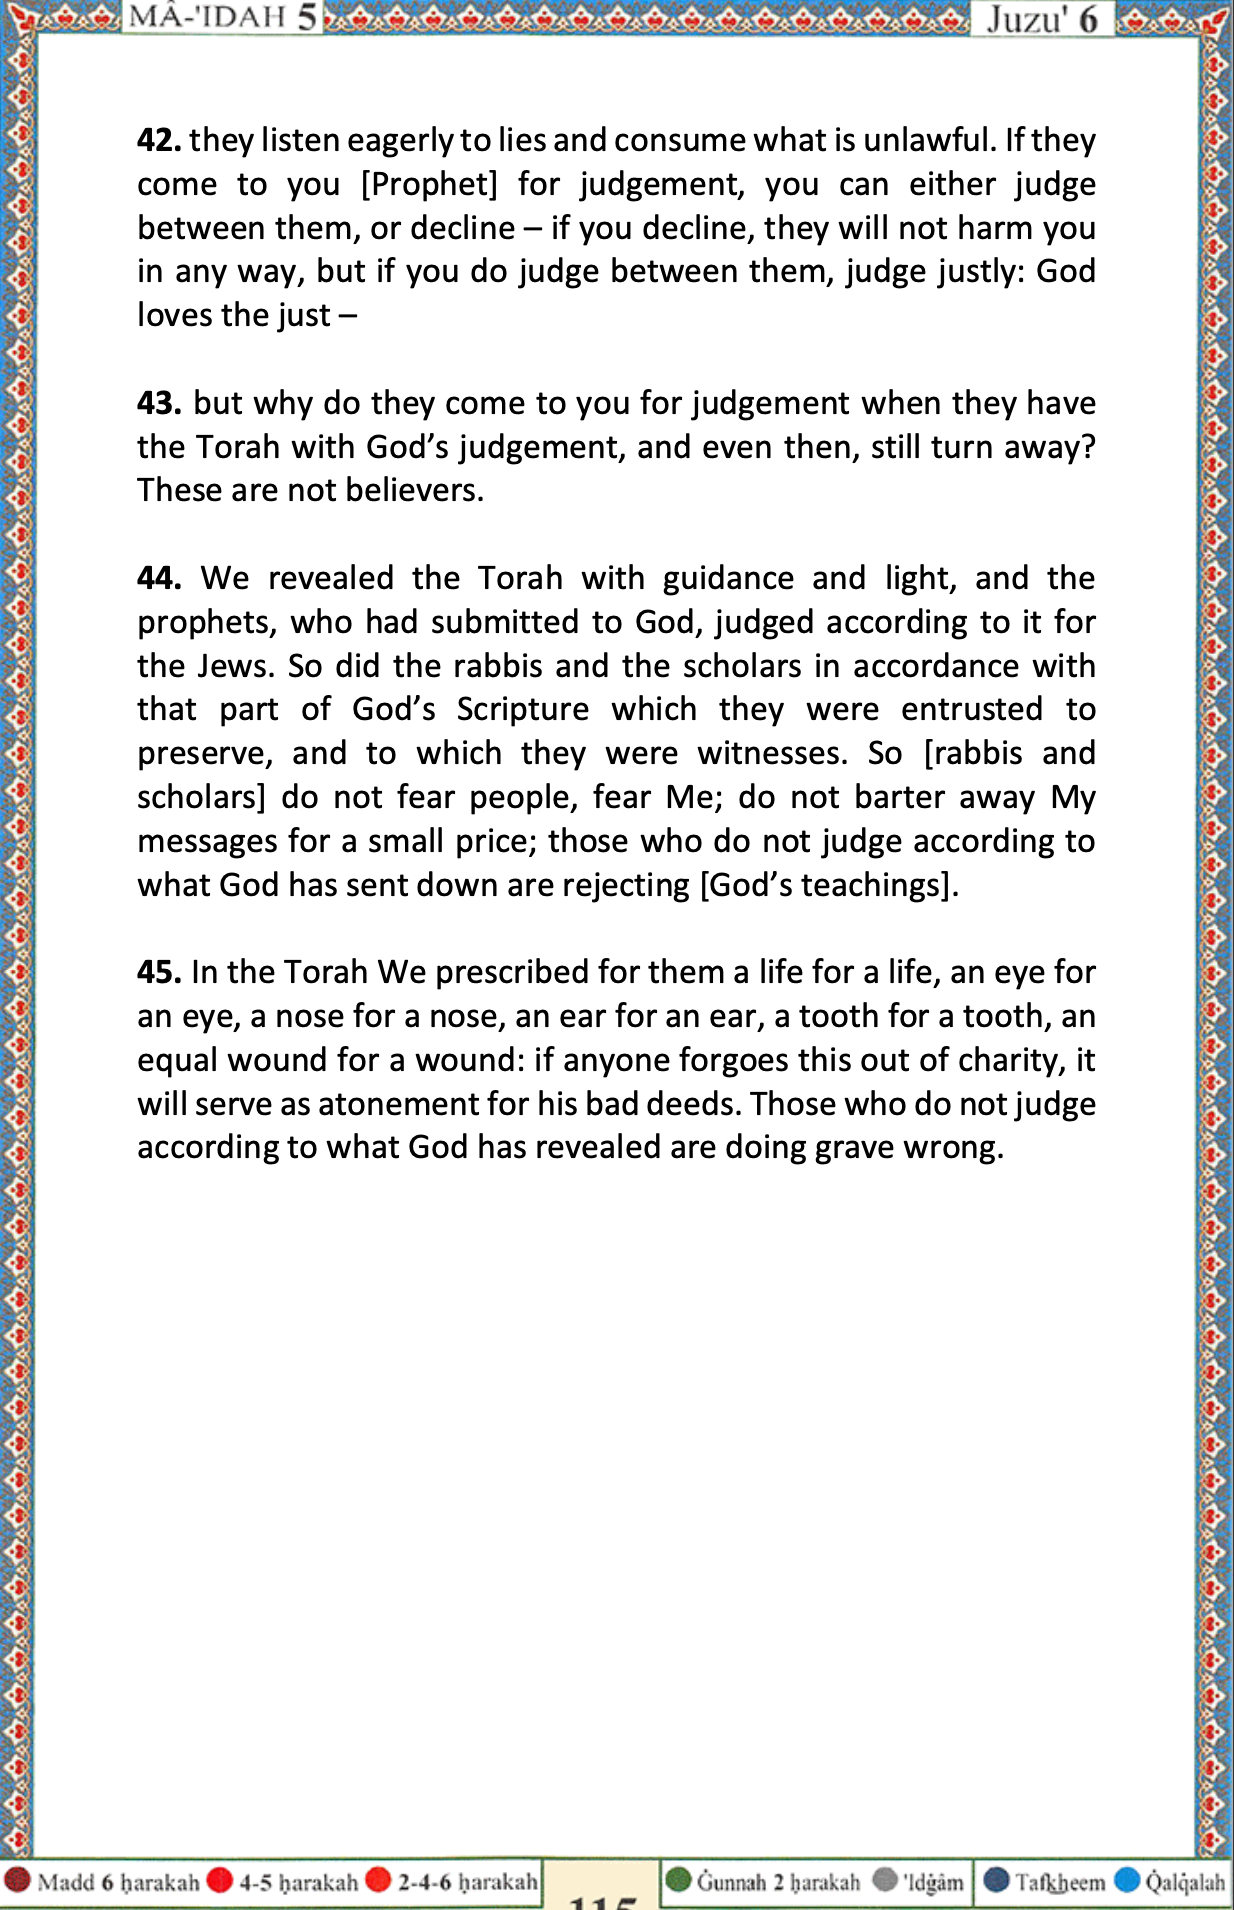 MÂ-'IDAH 5
Juzu' 6
42. they listen eagerly to lies and consume what is unlawful. If they
come to you [Prophet] for judgement, you can either judge
between them, or decline – if you decline, they will not harm you
in any way, but if you do judge between them, judge justly: God
loves the just –
43. but why do they come to you for judgement when they have
the Torah with God’s judgement, and even then, still turn away?
These are not believers.
44. We revealed the Torah with guidance and light, and the
prophets, who had submitted to God, judged according to it for
the Jews. So did the rabbis and the scholars in accordance with
that part of God’s Scripture which they were entrusted to
preserve, and to which they were witnesses. So [rabbis and
scholars] do not fear people, fear Me; do not barter away My
messages for a small price; those who do not judge according to
what God has sent down are rejecting [God’s teachings].
45. In the Torah We prescribed for them a life for a life, an eye for
an eye, a nose for a nose, an ear for an ear, a tooth for a tooth, an
equal wound for a wound: if anyone forgoes this out of charity, it
will serve as atonement for his bad deeds. Those who do not judge
according to what God has revealed are doing grave wrong.
Madd 6 ḥarakah 4-5 ḥarakah 2-4-6 ḥarakah
115
Ġunnah 2 ḥarakah 'Idġâm Tafkheem Q̇alq̇alah